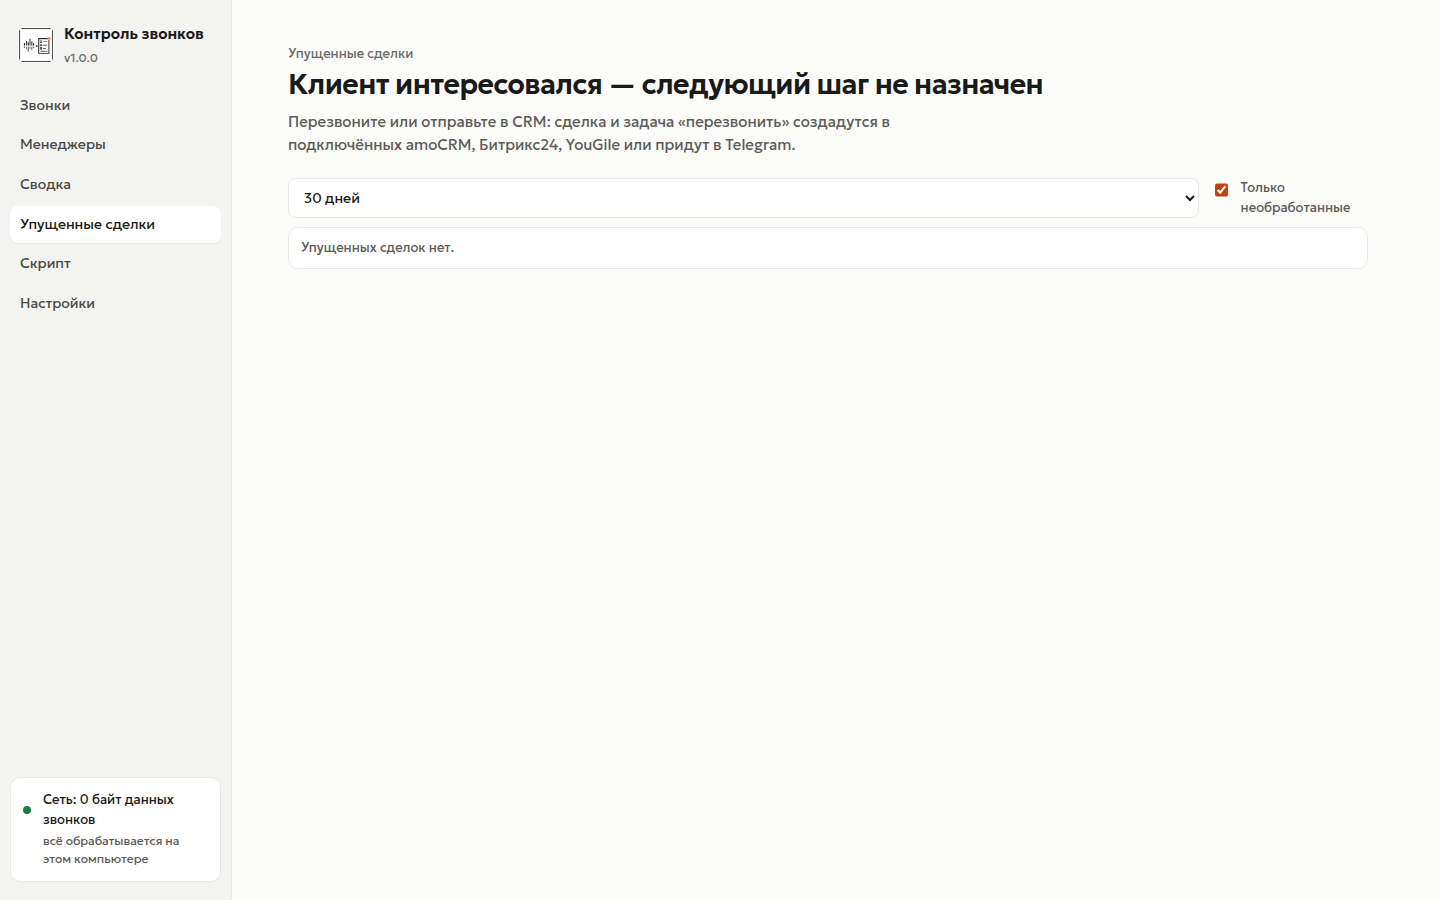 Контроль звонков
v1.0.0
Звонки
Менеджеры
Сводка
Упущенные сделки
Скрипт
Настройки
Сеть: 0 байт данных
звонков
всё обрабатывается на
этом компьютере
Упущенные сделки
Клиент интересовался — следующий шаг не назначен
Перезвоните или отправьте в CRM: сделка и задача «перезвонить» создадутся в
подключённых amoCRM, Битрикс24, YouGile или придут в Telegram.
30 дней
Только
необработанные
Упущенных сделок нет.